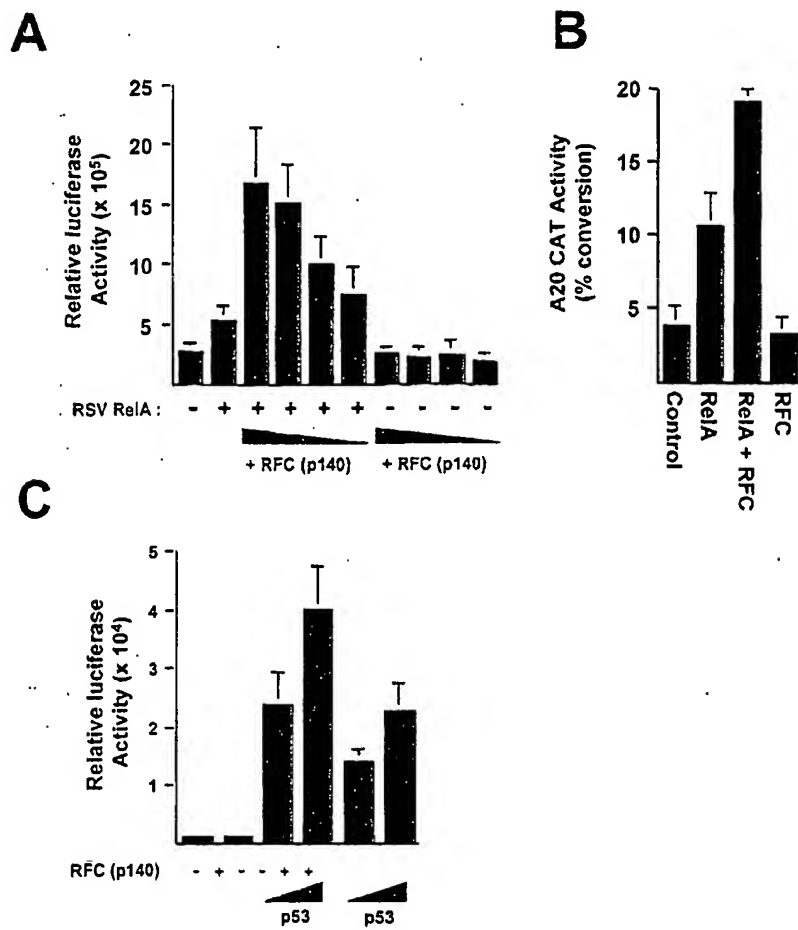 A
25
20
15
10
5
Relative luciferase
Activity (x 10⁵)
RSV RelA : - + + + + + - - - -
+ RFC (p140) + RFC (p140)
B
20
15
10
5
A20 CAT Activity
(% conversion)
Control
RelA
RelA + RFC
RFC
C
5
4
3
2
1
Relative luciferase
Activity (x 10⁴)
RFC (p140) - + - - + +
p53 p53